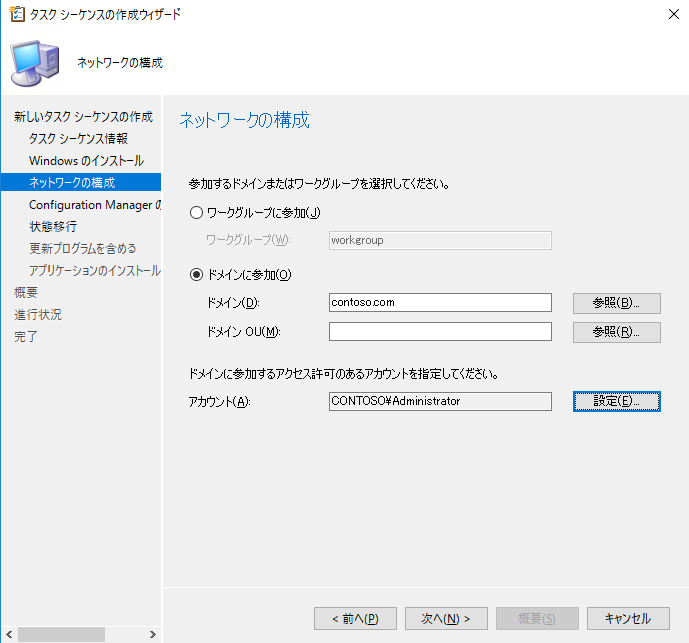 タスク シーケンスの作成ウィザード
ネットワークの構成
新しいタスク シーケンスの作成
タスク シーケンス情報
Windows のインストール
ネットワークの構成
Configuration Manager の
状態移行
更新プログラムを含める
アプリケーションのインストール
概要
進行状況
完了
ネットワークの構成
参加するドメインまたはワークグループを選択してください。
ワークグループに参加(J)
ワークグループ(W): workgroup
ドメインに参加(O)
ドメイン(D): contoso.com 参照(B)...
ドメイン OU(M): 参照(R)...
ドメインに参加するアクセス許可のあるアカウントを指定してください。
アカウント(A): CONTOSO¥Administrator 設定(E)...
< 前へ(P) 次へ(N) > 概要(S) キャンセル